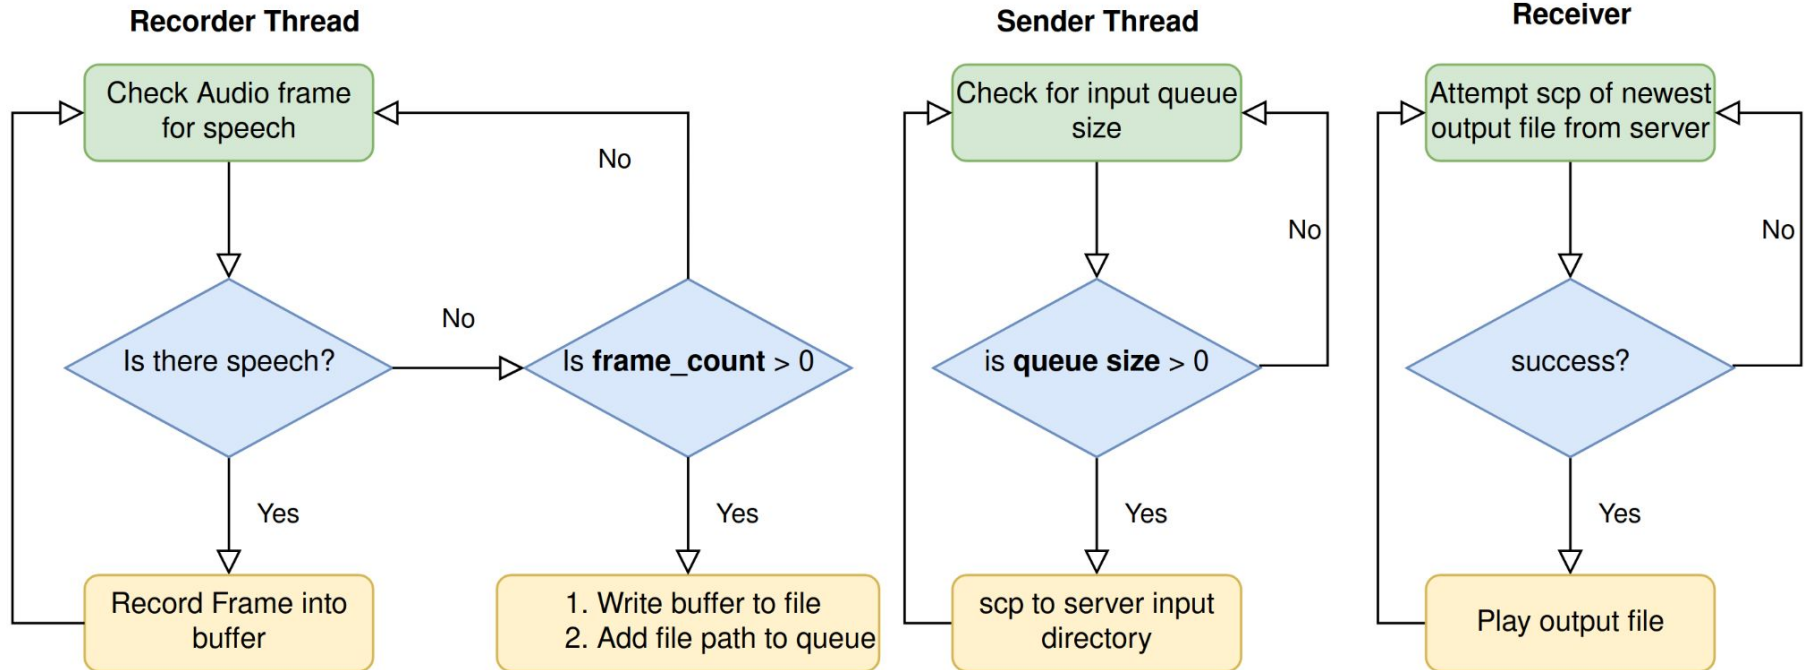 Recorder Thread
Check Audio frame
for speech
No
Is there speech?
No
Is frame_count > 0
Yes
Yes
Record Frame into
buffer
1. Write buffer to file
2. Add file path to queue
Sender Thread
Check for input queue
size
No
is queue size > 0
Yes
scp to server input
directory
Receiver
Attempt scp of newest
output file from server
No
success?
Yes
Play output file